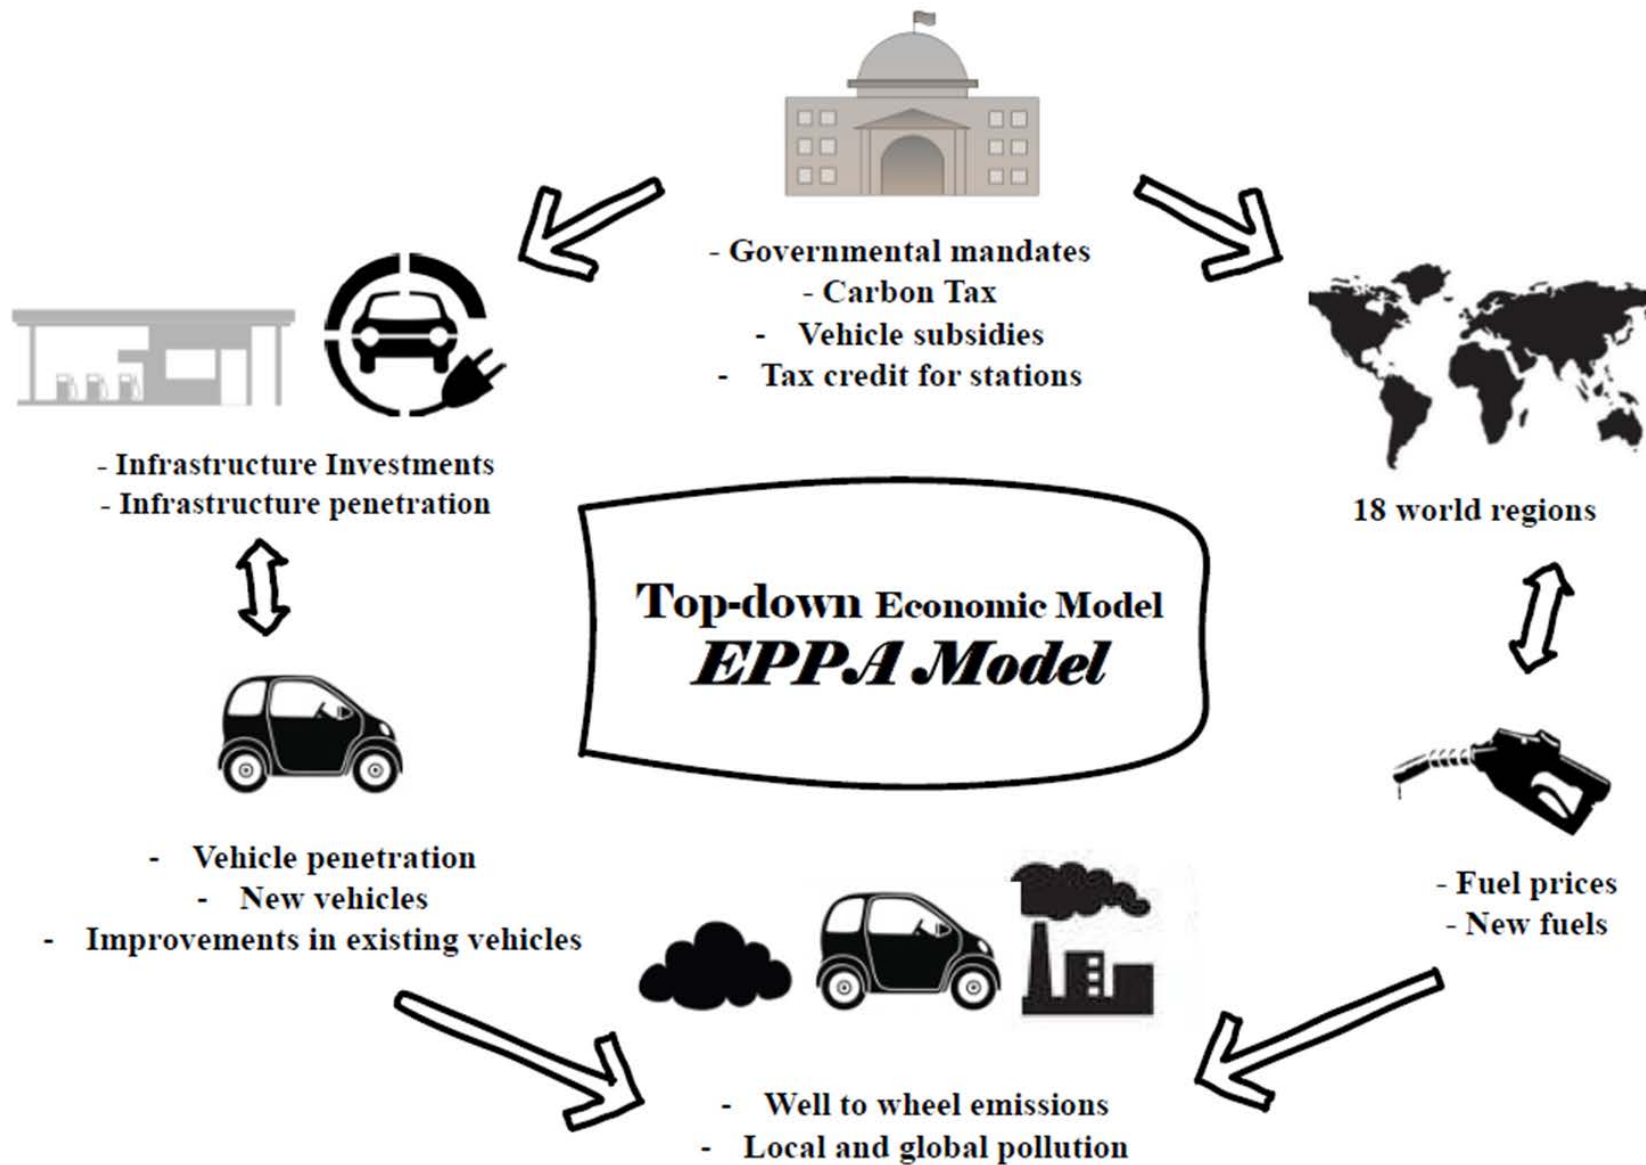 - Governmental mandates
- Carbon Tax
- Vehicle subsidies
- Tax credit for stations
- Infrastructure Investments
- Infrastructure penetration
18 world regions
Top-down Economic Model
EPPA Model
- Vehicle penetration
- New vehicles
- Improvements in existing vehicles
- Fuel prices
- New fuels
- Well to wheel emissions
- Local and global pollution